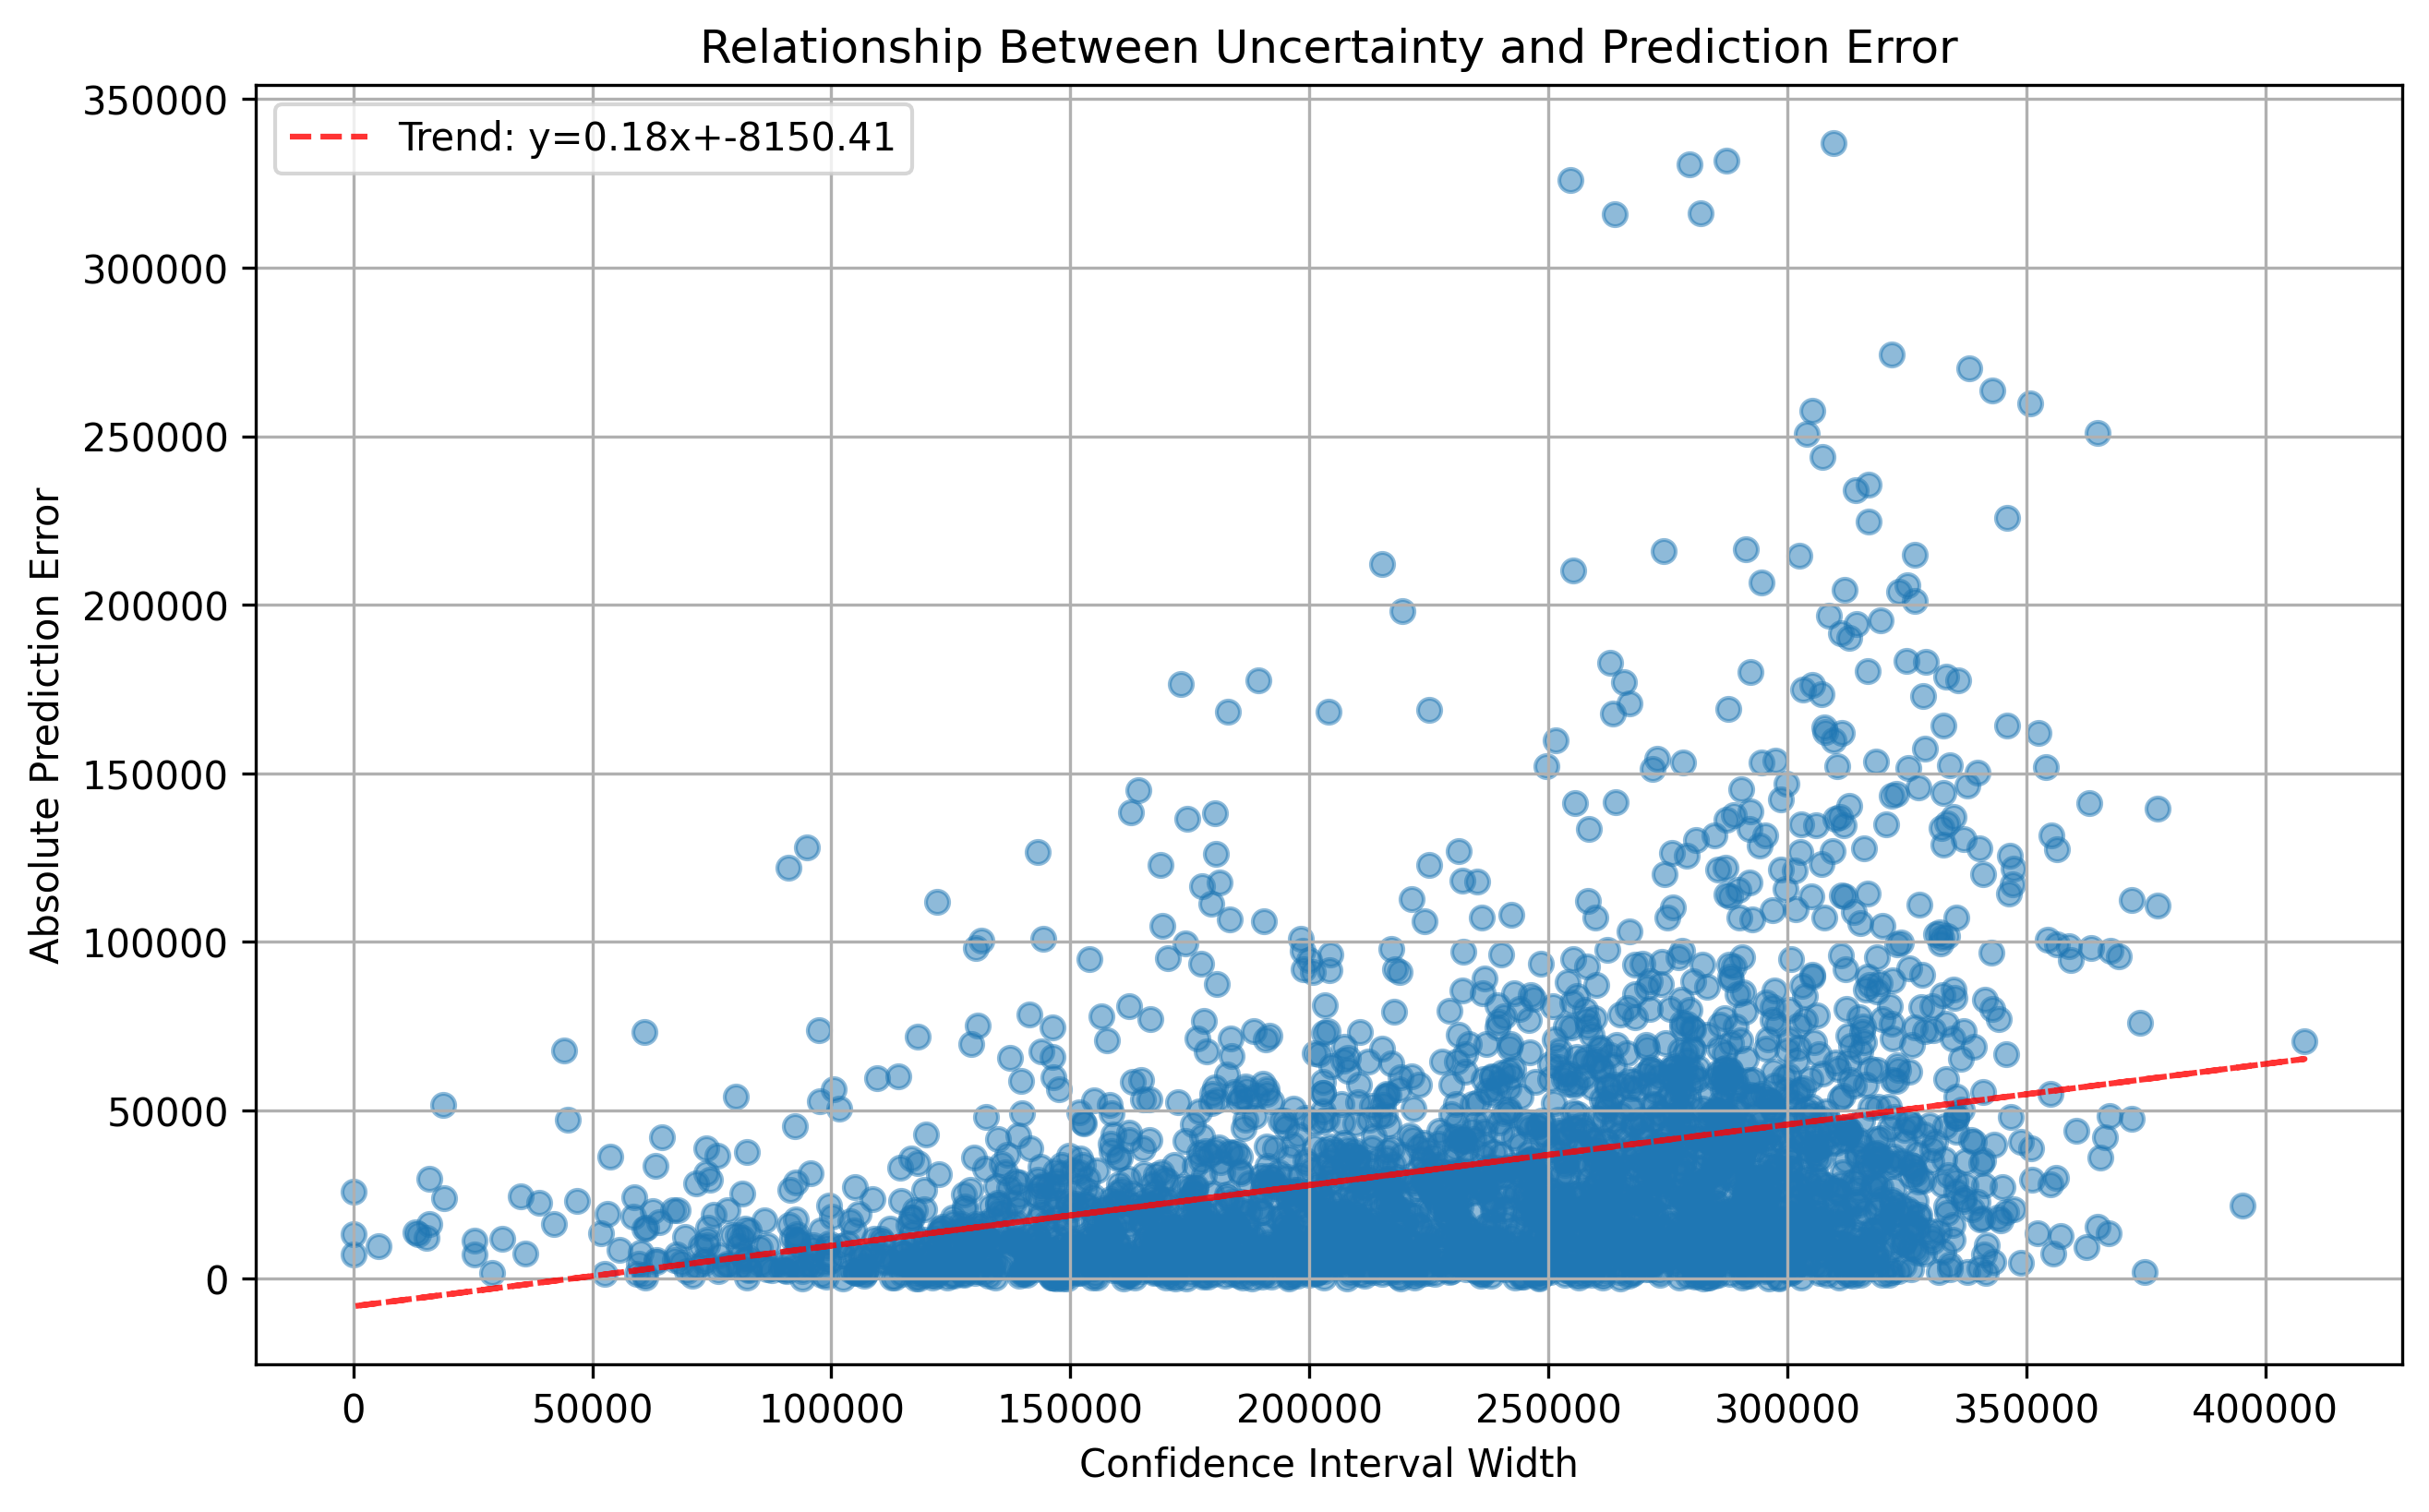 Relationship Between Uncertainty and Prediction Error
Trend: y=0.18x+-8150.41
Absolute Prediction Error
350000
300000
250000
200000
150000
100000
50000
0
0 50000 100000 150000 200000 250000 300000 350000 400000
Confidence Interval Width